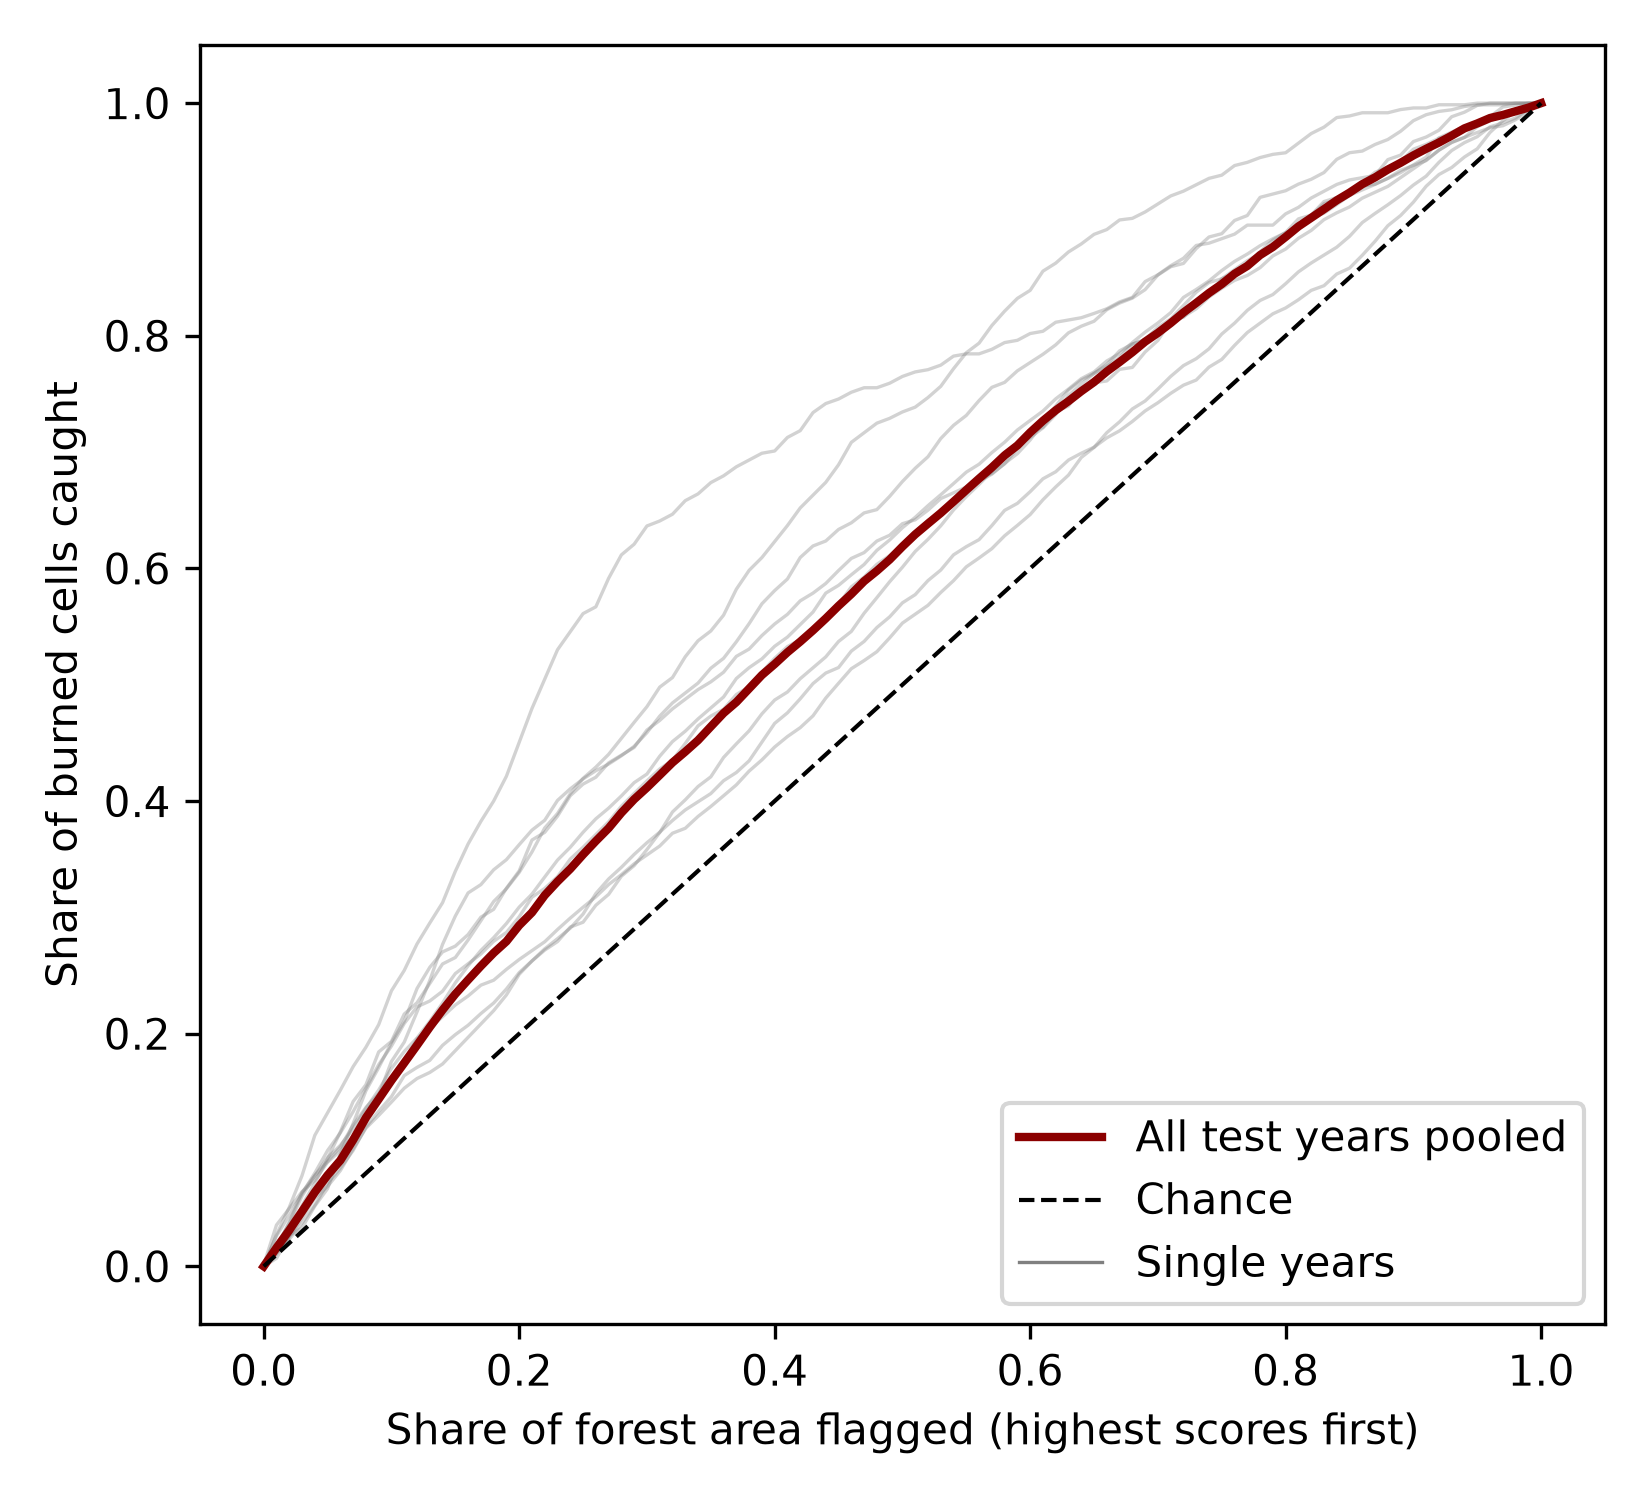 1.0
0.8
0.6
0.4
0.2
0.0
Share of burned cells caught
All test years pooled
Chance
Single years
0.0 0.2 0.4 0.6 0.8 1.0
Share of forest area flagged (highest scores first)